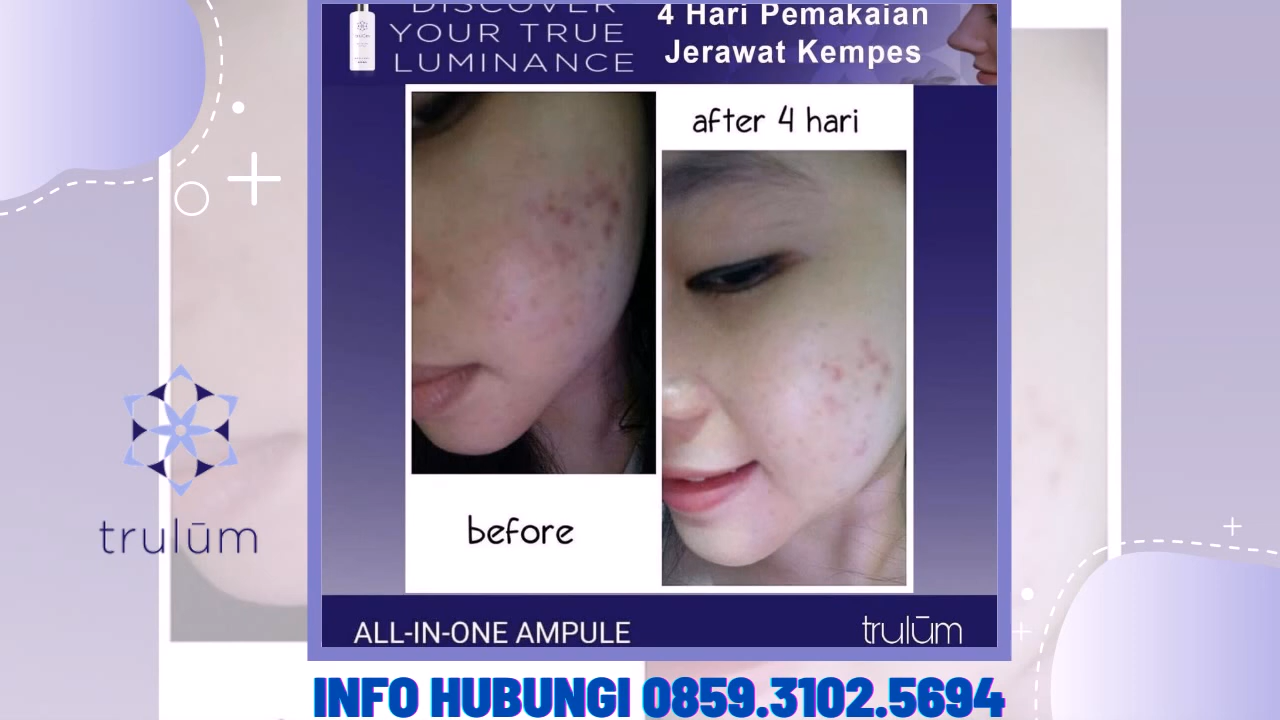 DISCOVER
YOUR TRUE
LUMINANCE
4 Hari Pemakaian
Jerawat Kempes
after 4 hari
before
trulūm
ALL-IN-ONE AMPULE
trulūm
INFO HUBUNGI 0859.3102.5694